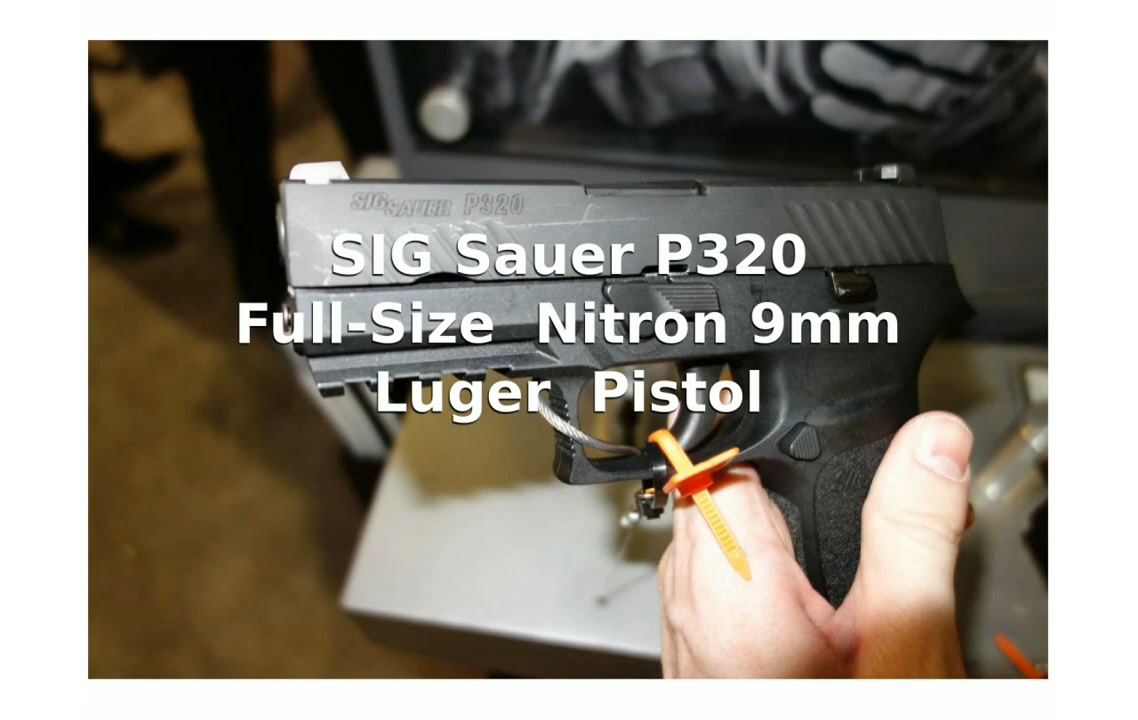 SIG SAUER P320
SIG Sauer P320
Full-Size Nitron 9mm
Luger Pistol